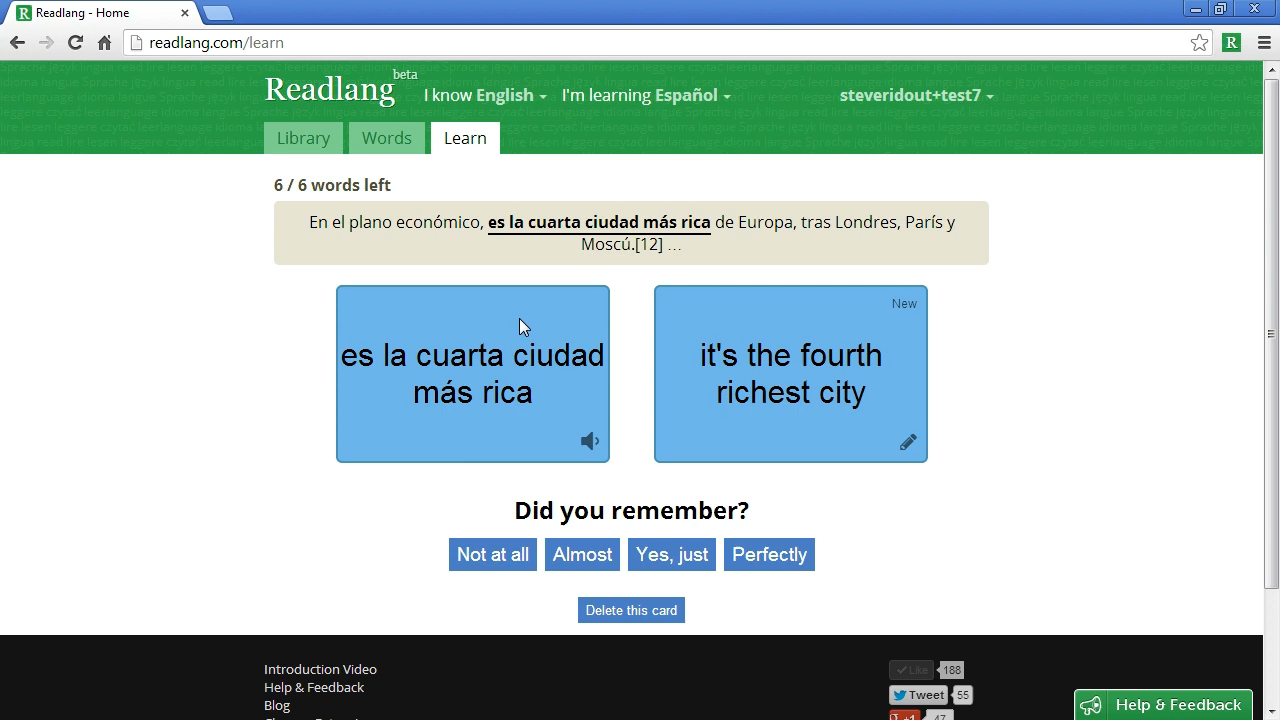 Readlang - Home
readlang.com/learn
Readlang beta
I know English
I'm learning Español
steveridout+test7
Library
Words
Learn
6 / 6 words left
En el plano económico, es la cuarta ciudad más rica de Europa, tras Londres, París y
Moscú.[12] …
es la cuarta ciudad
más rica
New
it's the fourth
richest city
Did you remember?
Not at all
Almost
Yes, just
Perfectly
Delete this card
Introduction Video
Help & Feedback
Blog
Like 188
Tweet 55
+1 47
Help & Feedback